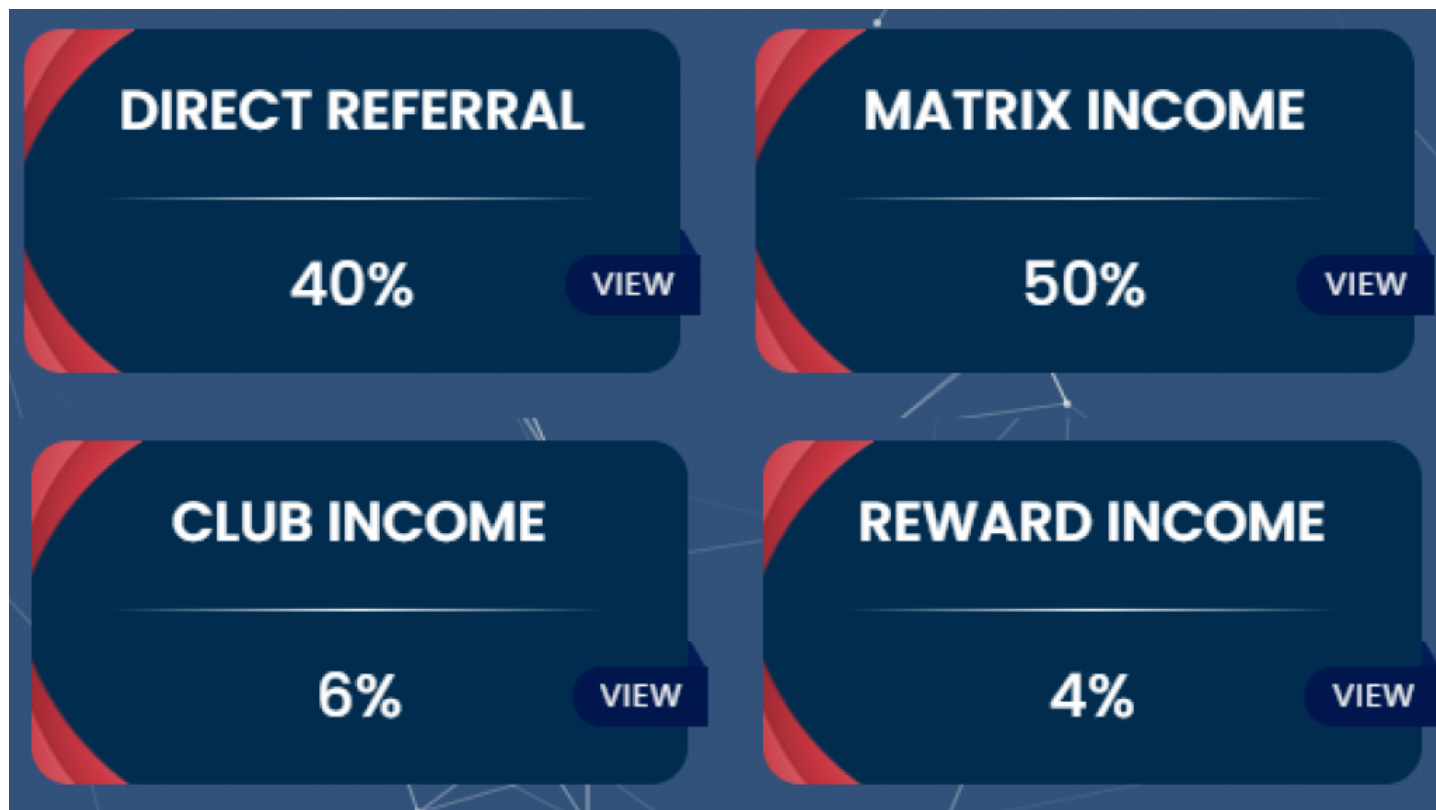 DIRECT REFERRAL
40%
VIEW
MATRIX INCOME
50%
VIEW
CLUB INCOME
6%
VIEW
REWARD INCOME
4%
VIEW